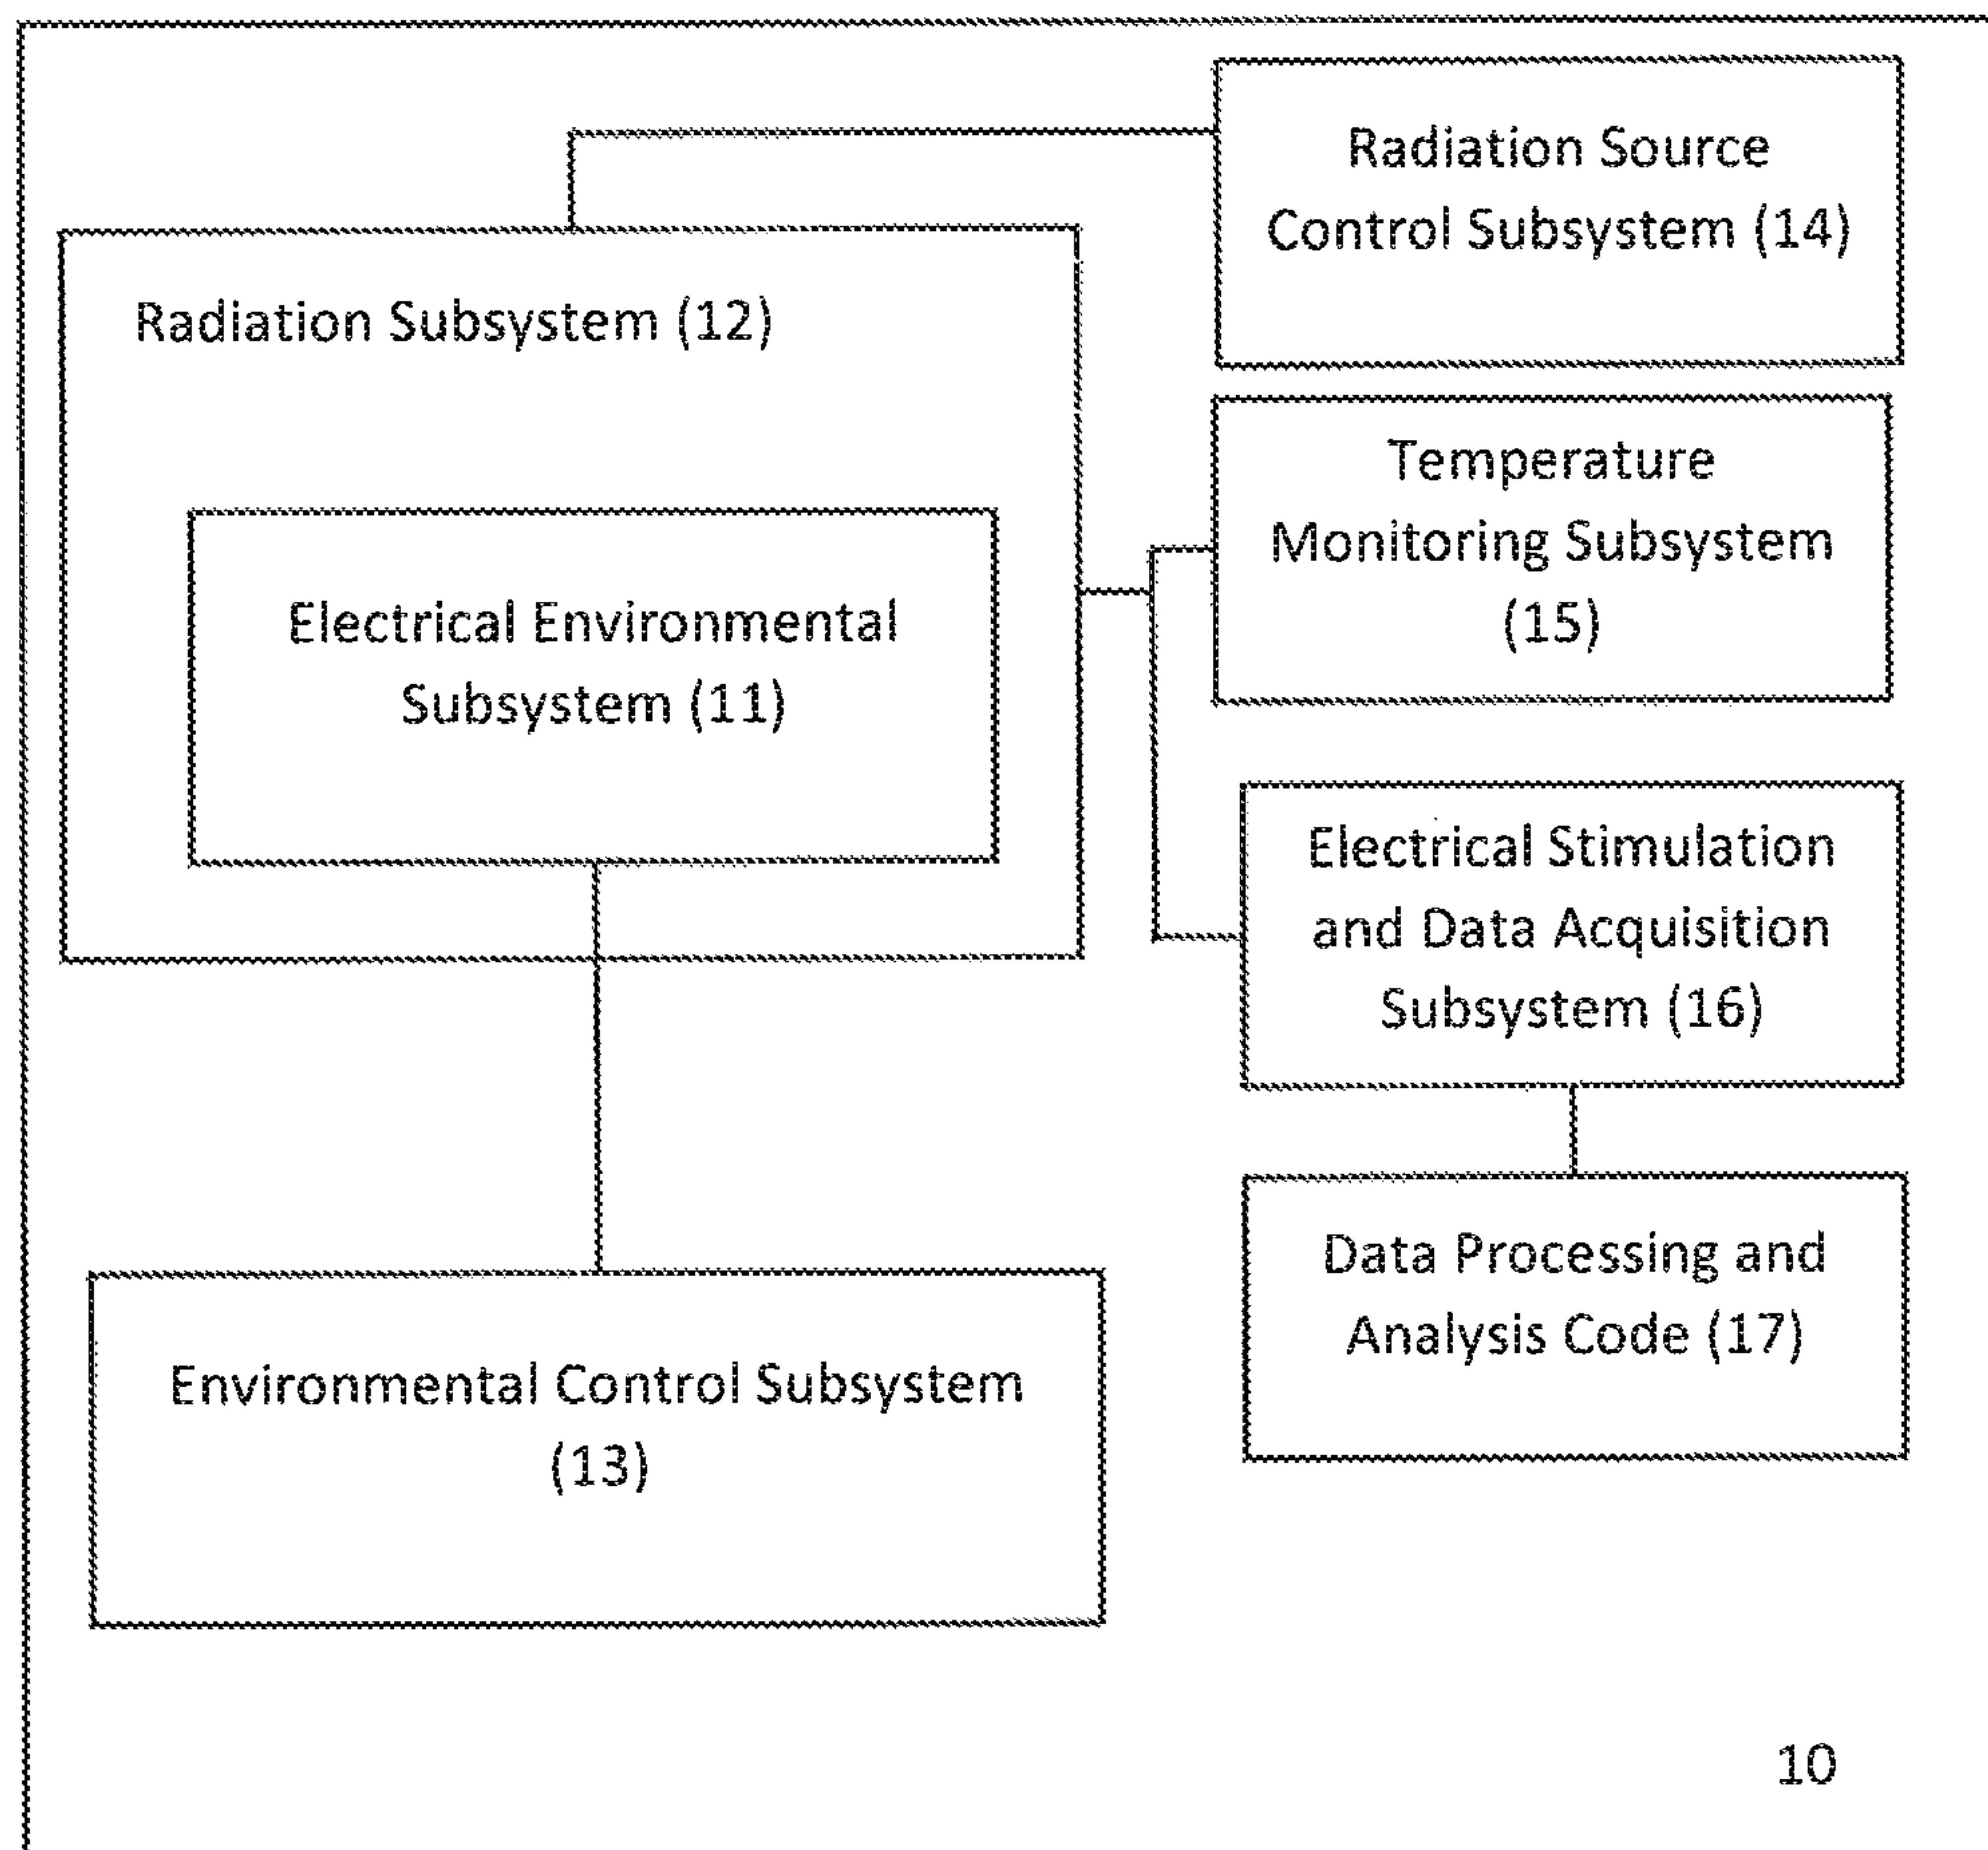 Radiation Source
Control Subsystem (14)
Radiation Subsystem (12)
Temperature
Monitoring Subsystem
(15)
Electrical Environmental
Subsystem (11)
Electrical Stimulation
and Data Acquisition
Subsystem (16)
Data Processing and
Analysis Code (17)
Environmental Control Subsystem
(13)
10